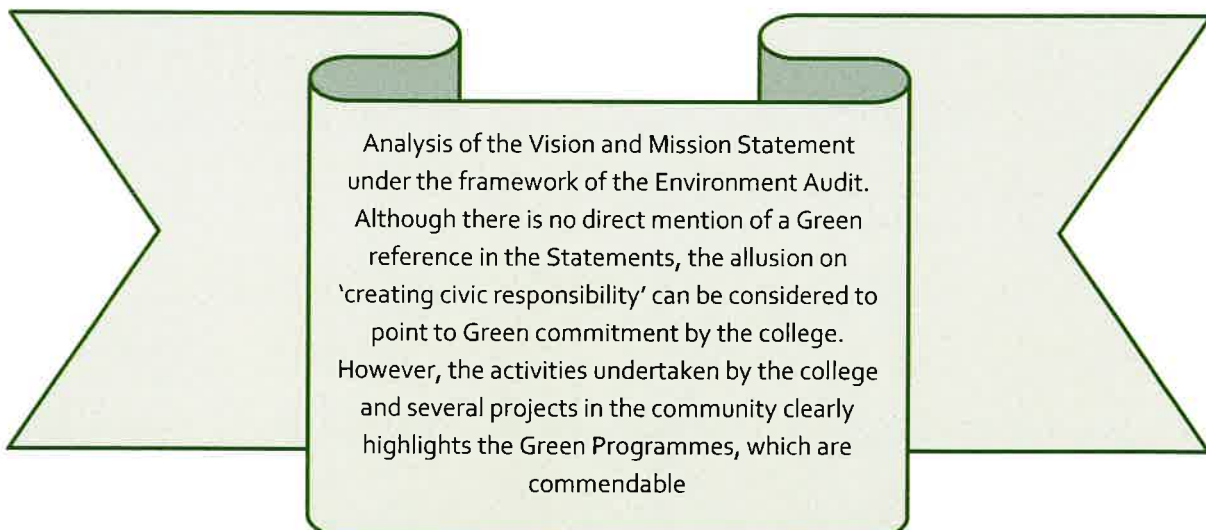 Analysis of the Vision and Mission Statement
under the framework of the Environment Audit.
Although there is no direct mention of a Green
reference in the Statements, the allusion on
‘creating civic responsibility’ can be considered to
point to Green commitment by the college.
However, the activities undertaken by the college
and several projects in the community clearly
highlights the Green Programmes, which are
commendable